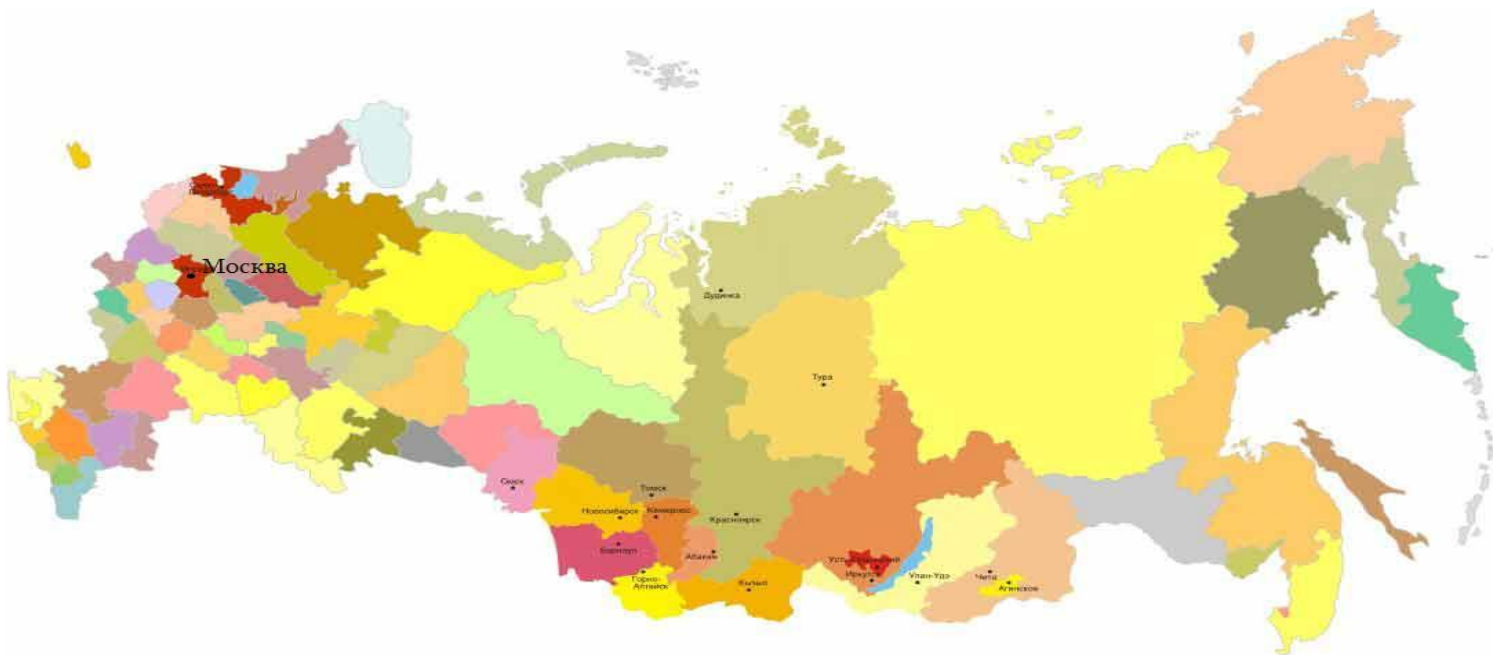 Москва
Дудинка
Тура
Омск
Томск
Новосибирск
Кемерово
Красноярск
Барнаул
Абакан
Горно-
Алтайск
Кызыл
Иркутск
Улан-Удэ
Чита
Агинское